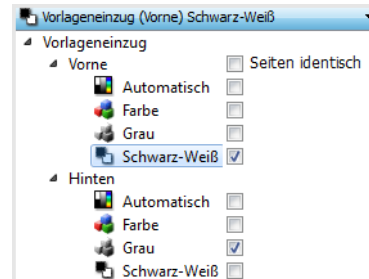 Vorlageneinzug (Vorne) Schwarz-Weiß
Vorlageneinzug
Vorne Seiten identisch
Automatisch
Farbe
Grau
Schwarz-Weiß
Hinten
Automatisch
Farbe
Grau
Schwarz-Weiß